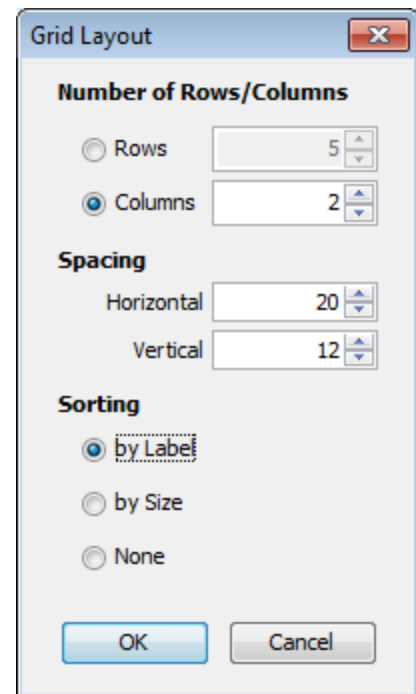 Grid Layout
Number of Rows/Columns
Rows 5
Columns 2
Spacing
Horizontal 20
Vertical 12
Sorting
by Label
by Size
None
OK Cancel